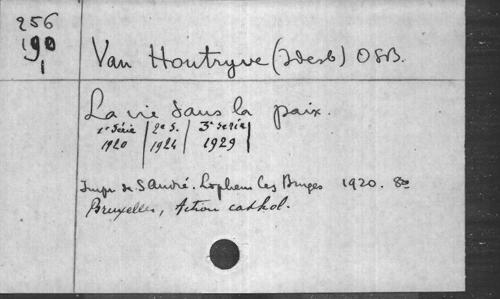 256
190
1
Van Houtryve (Idesb) OSB.
La vie dans la paix.
1e Série | 2e S. | 3e serie
1920 | 1924 | 1929
Impr de S André. Lophem lez Bruges 1920. 8o
Bruxelles, Action cathol.